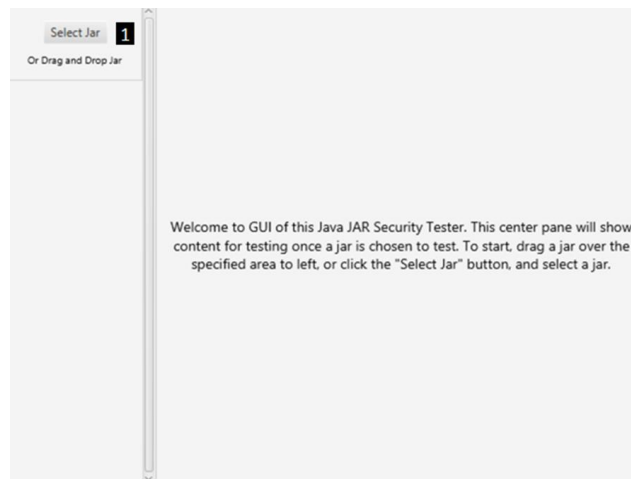 Select Jar 1
Or Drag and Drop Jar
Welcome to GUI of this Java JAR Security Tester. This center pane will show
content for testing once a jar is chosen to test. To start, drag a jar over the
specified area to left, or click the "Select Jar" button, and select a jar.